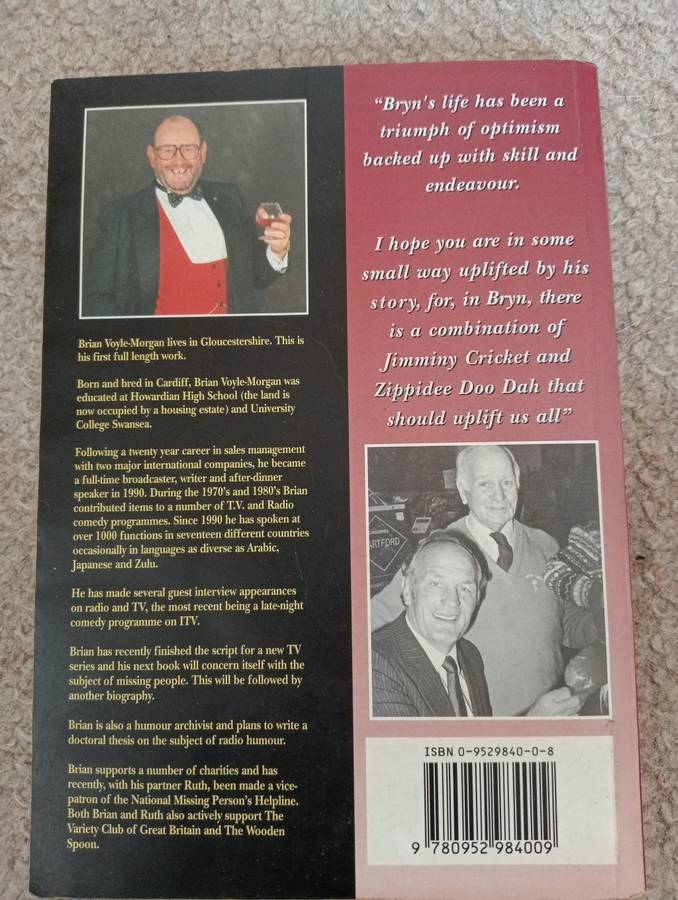 Brian Voyle-Morgan lives in Gloucestershire. This is
his first full length work.
Born and bred in Cardiff, Brian Voyle-Morgan was
educated at Howardian High School (the land is
now occupied by a housing estate) and University
College Swansea.
Following a twenty year career in sales management
with two major international companies, he became
a full-time broadcaster, writer and after-dinner
speaker in 1990. During the 1970's and 1980's Brian
contributed items to a number of T.V. and Radio
comedy programmes. Since 1990 he has spoken at
over 1000 functions in seventeen different countries
occasionally in languages as diverse as Arabic,
Japanese and Zulu.
He has made several guest interview appearances
on radio and TV, the most recent being a late-night
comedy programme on ITV.
Brian has recently finished the script for a new TV
series and his next book will concern itself with the
subject of missing people. This will be followed by
another biography.
Brian is also a humour archivist and plans to write a
doctoral thesis on the subject of radio humour.
Brian supports a number of charities and has
recently, with his partner Ruth, been made a vice-
patron of the National Missing Person's Helpline.
Both Brian and Ruth also actively support The
Variety Club of Great Britain and The Wooden
Spoon.
"Bryn's life has been a
triumph of optimism
backed up with skill and
endeavour.
I hope you are in some
small way uplifted by his
story, for, in Bryn, there
is a combination of
Jimminy Cricket and
Zippidee Doo Dah that
should uplift us all"
ARTFORD
ISBN 0-9529840-0-8
9 780952 984009